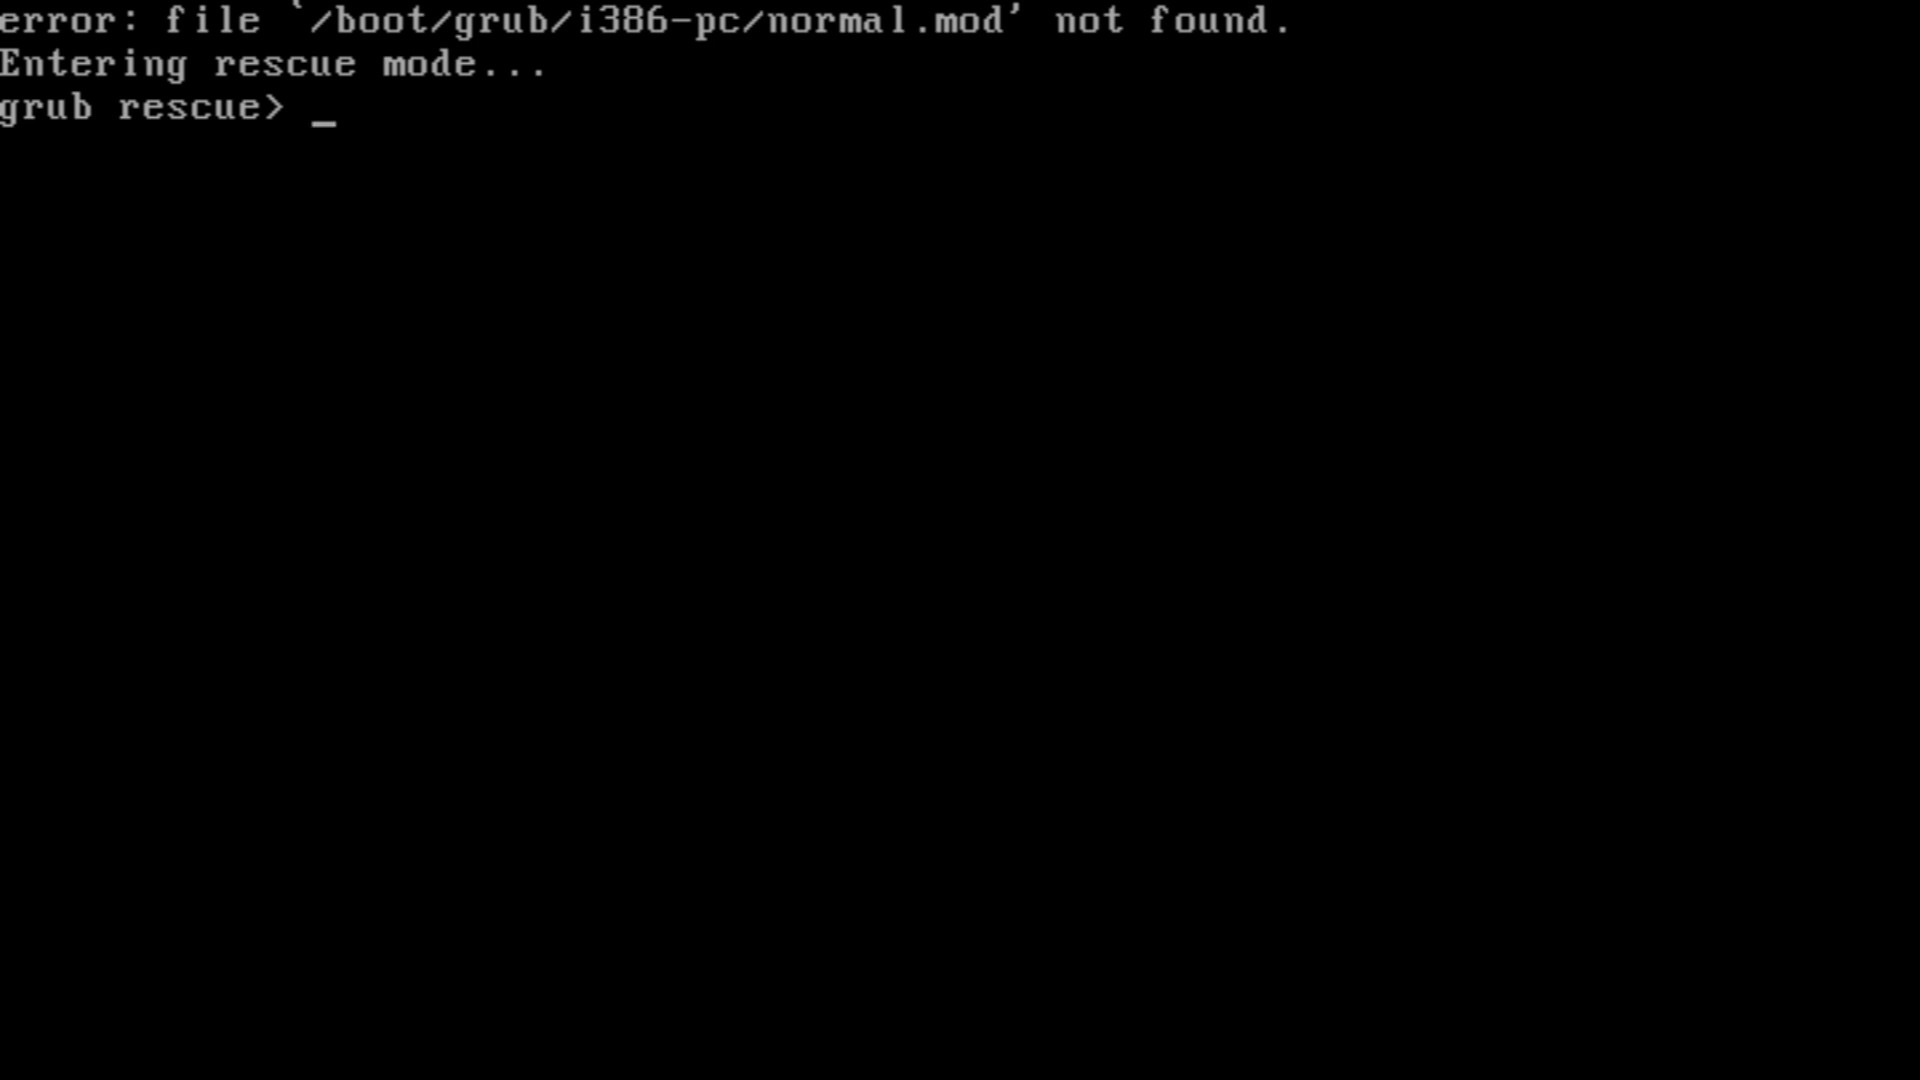 error: file `/boot/grub/i386-pc/normal.mod' not found.
Entering rescue mode...
grub rescue> _